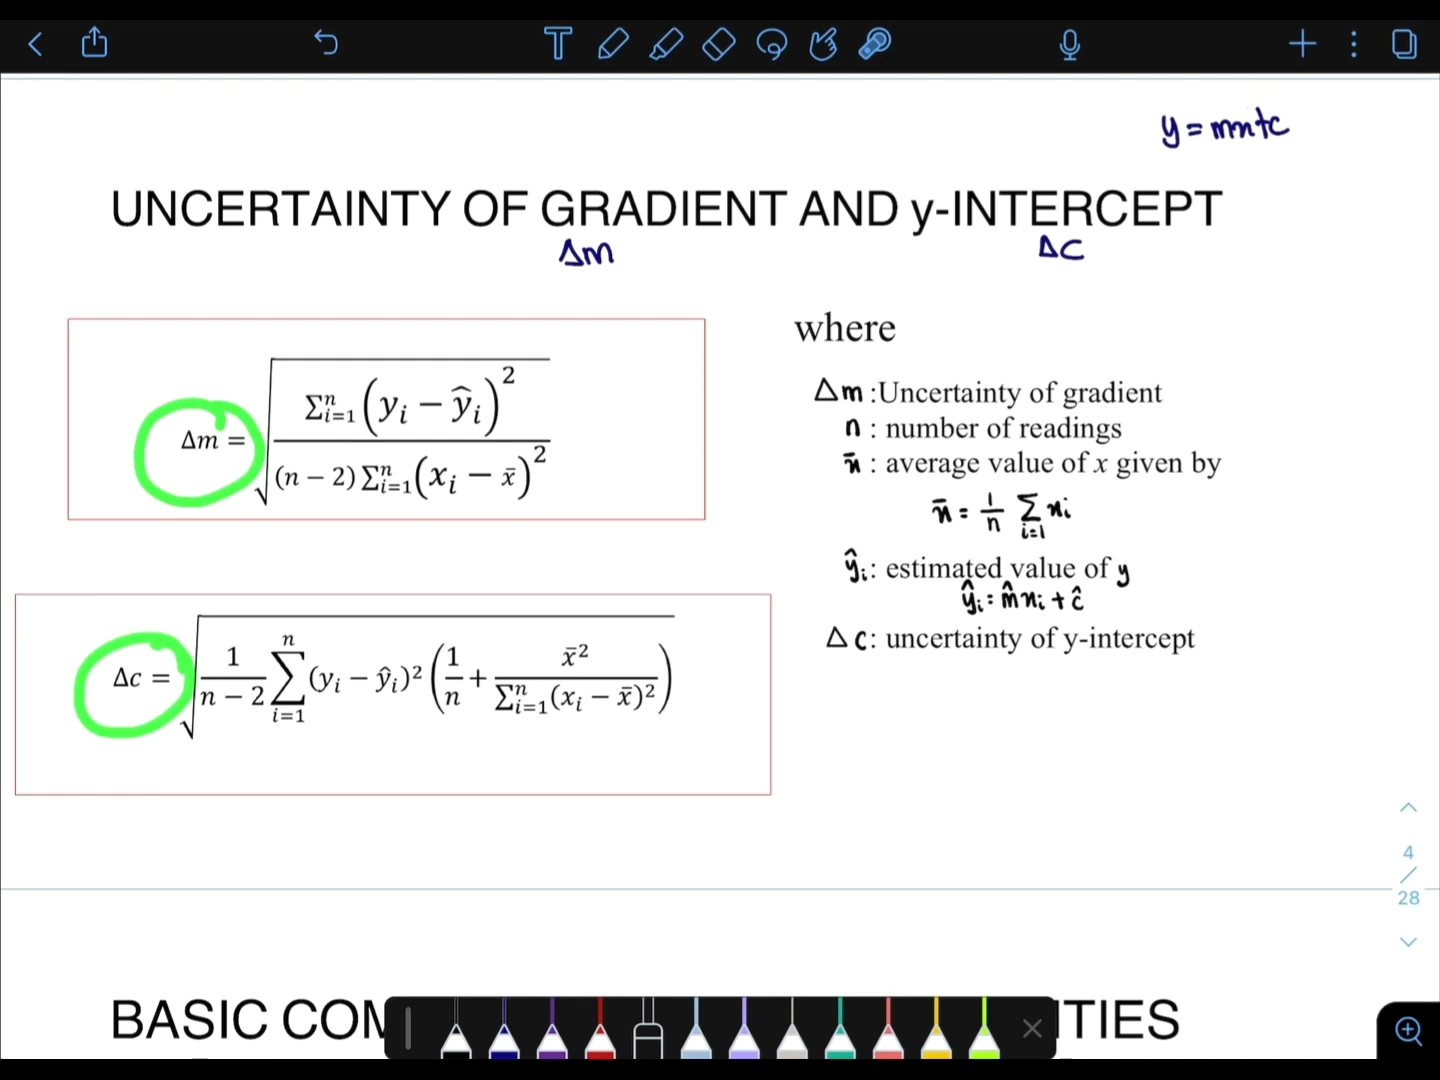 y = mx+c
UNCERTAINTY OF GRADIENT AND y-INTERCEPT
Δm
Δc
where
Δm = √( Σⁿᵢ₌₁ (yᵢ − ŷᵢ)² / (n − 2) Σⁿᵢ₌₁ (xᵢ − x̄)² )
Δm :Uncertainty of gradient
n : number of readings
x̄ : average value of x given by
x̄ = 1/n Σᵢ₌₁ xᵢ
ŷᵢ: estimated value of y
ŷᵢ = m̂xᵢ + ĉ
Δc: uncertainty of y-intercept
Δc = √( 1/(n − 2) Σⁿᵢ₌₁ (yᵢ − ŷᵢ)² ( 1/n + x̄² / Σⁿᵢ₌₁(xᵢ − x̄)² ) )
4
/
28
BASIC COM
TIES